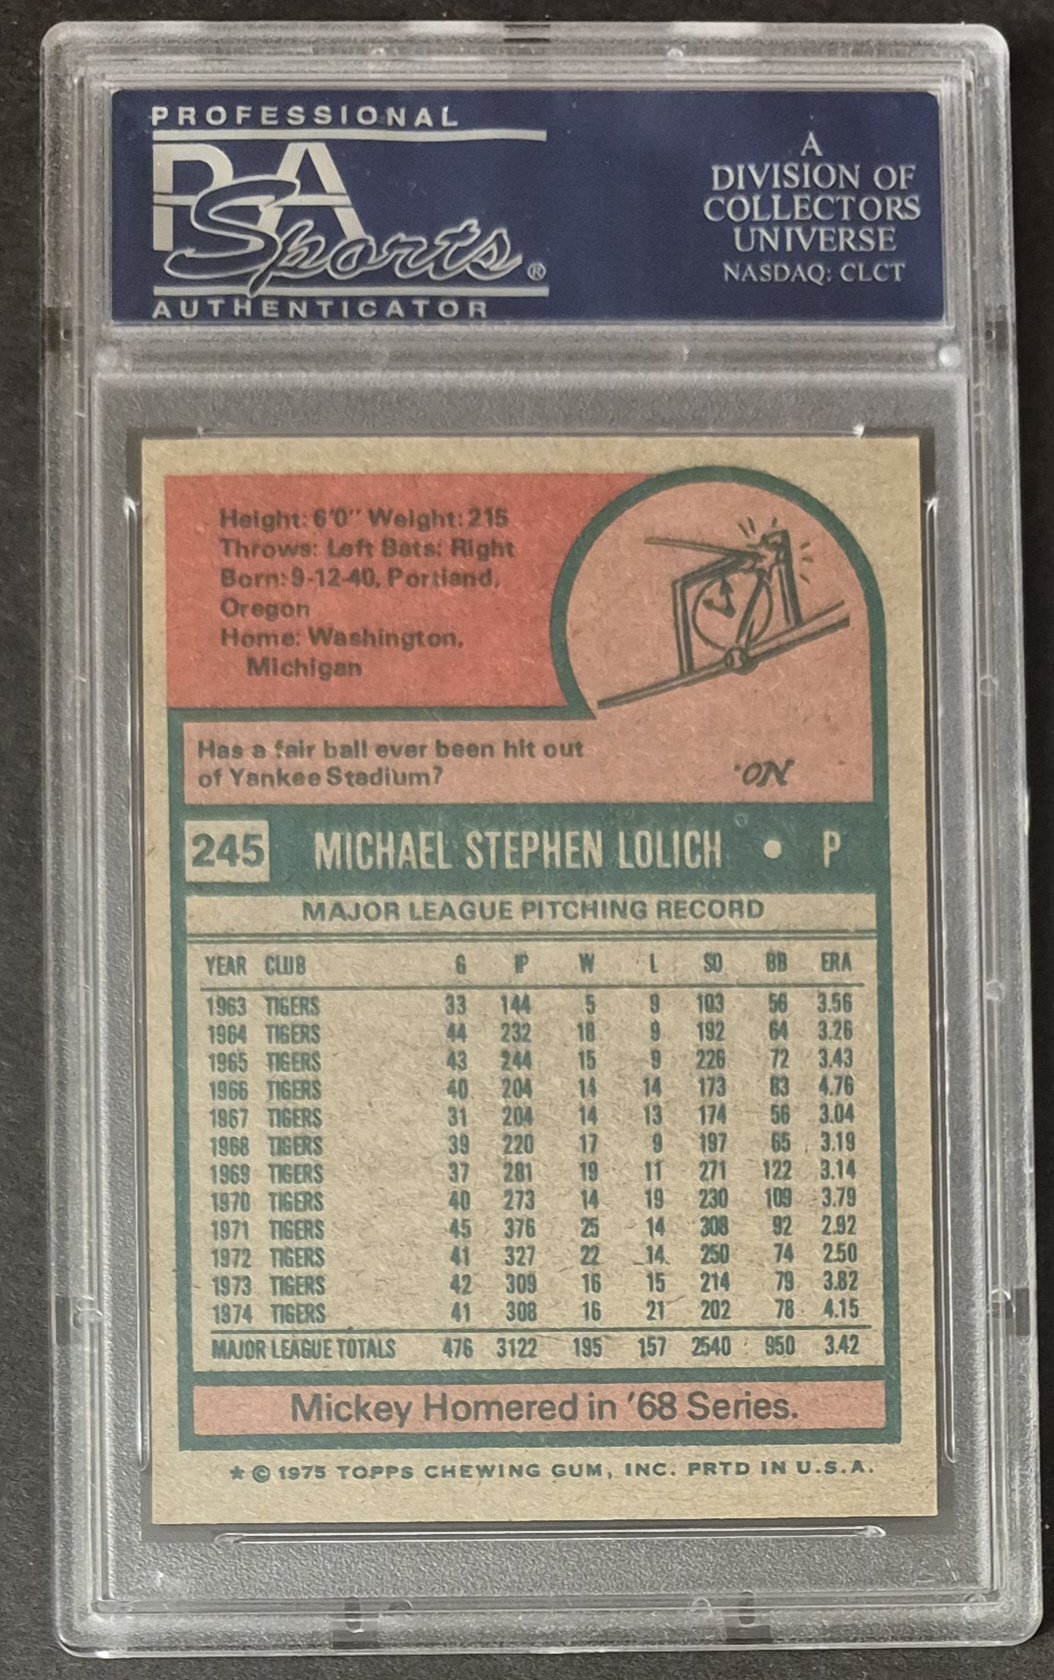 PROFESSIONAL
PSA
Sports®
AUTHENTICATOR
A
DIVISION OF
COLLECTORS
UNIVERSE
NASDAQ: CLCT
Height: 6'0" Weight: 215
Throws: Left Bats: Right
Born: 9-12-40, Portland,
Oregon
Home: Washington,
Michigan
Has a fair ball ever been hit out
of Yankee Stadium?
No.
245 MICHAEL STEPHEN LOLICH • P
MAJOR LEAGUE PITCHING RECORD
YEAR CLUB G IP W L SO BB ERA
1963 TIGERS 33 144 5 9 103 56 3.56
1964 TIGERS 44 232 18 9 192 64 3.26
1965 TIGERS 43 244 15 9 226 72 3.43
1966 TIGERS 40 204 14 14 173 83 4.76
1967 TIGERS 31 204 14 13 174 56 3.04
1968 TIGERS 39 220 17 9 197 65 3.19
1969 TIGERS 37 281 19 11 271 122 3.14
1970 TIGERS 40 273 14 19 230 109 3.79
1971 TIGERS 45 376 25 14 308 92 2.92
1972 TIGERS 41 327 22 14 250 74 2.50
1973 TIGERS 42 309 16 15 214 79 3.82
1974 TIGERS 41 308 16 21 202 78 4.15
MAJOR LEAGUE TOTALS 476 3122 195 157 2540 950 3.42
Mickey Homered in '68 Series.
★ © 1975 TOPPS CHEWING GUM, INC. PRTD IN U.S.A.